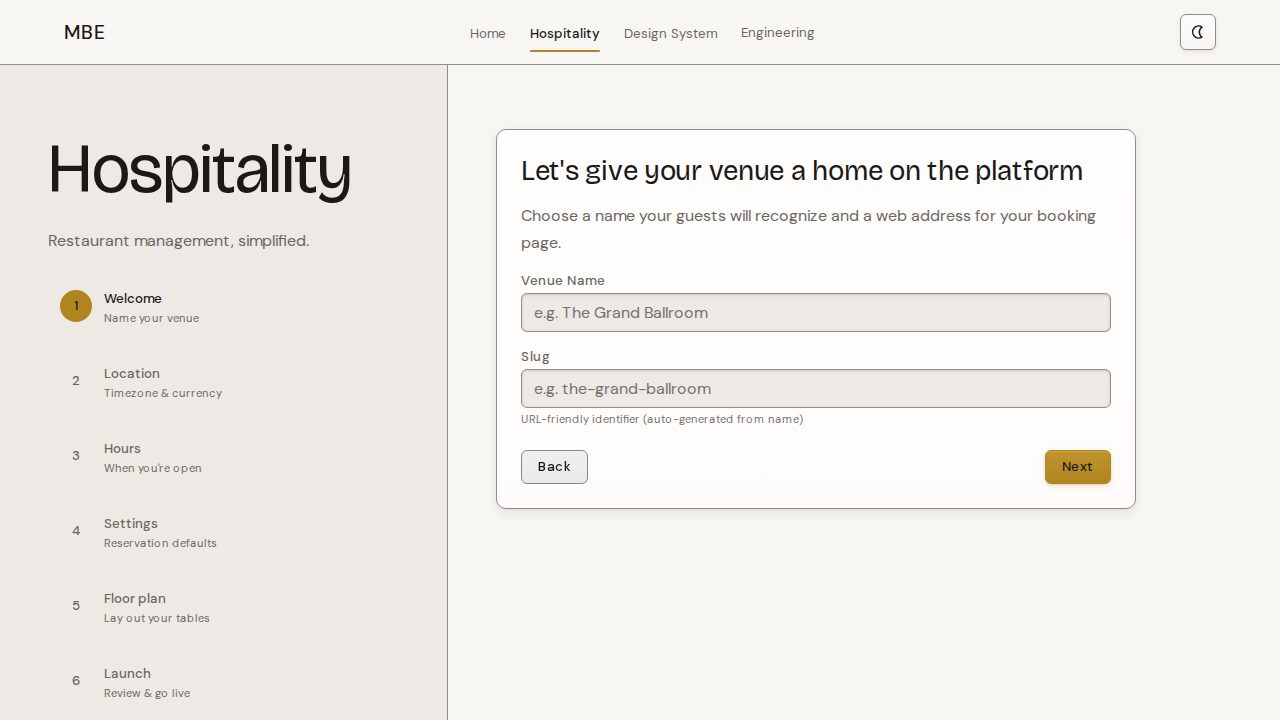 MBE
Home Hospitality Design System Engineering
Hospitality
Restaurant management, simplified.
1 Welcome
Name your venue
2 Location
Timezone & currency
3 Hours
When you're open
4 Settings
Reservation defaults
5 Floor plan
Lay out your tables
6 Launch
Review & go live
Let's give your venue a home on the platform
Choose a name your guests will recognize and a web address for your booking
page.
Venue Name
e.g. The Grand Ballroom
Slug
e.g. the-grand-ballroom
URL-friendly identifier (auto-generated from name)
Back Next